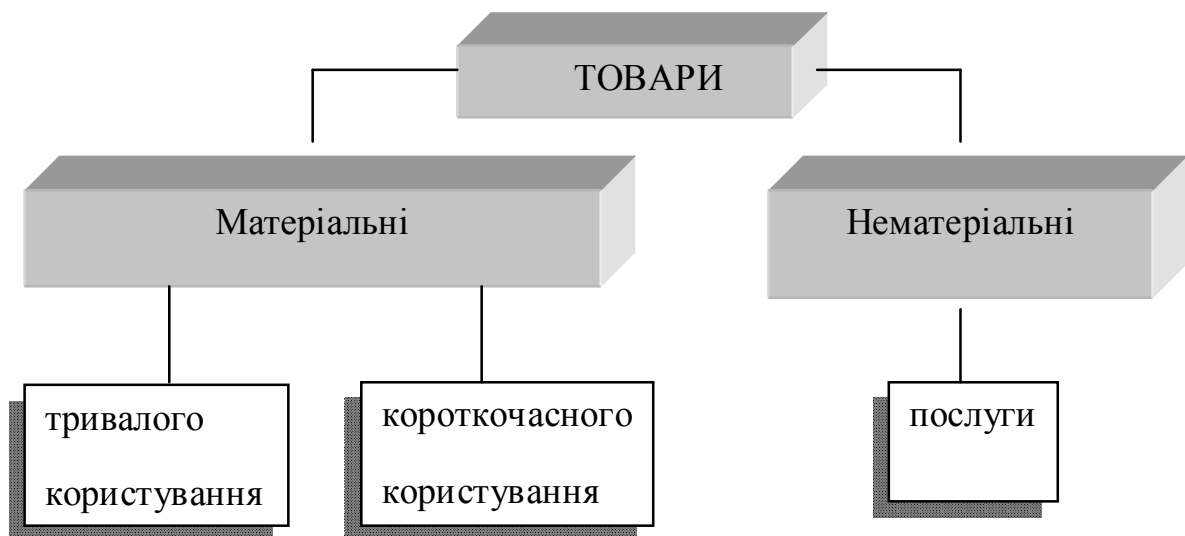 ТОВАРИ
Матеріальні
Нематеріальні
тривалого
користування
короткочасного
користування
послуги